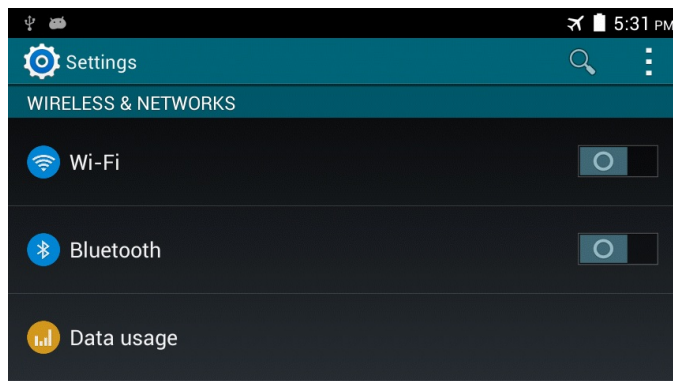 5:31 PM
Settings
WIRELESS & NETWORKS
Wi-Fi
Bluetooth
Data usage